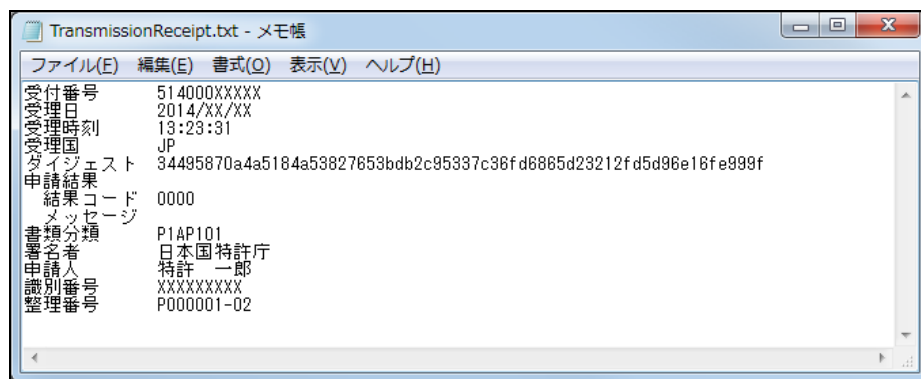 TransmissionReceipt.txt - メモ帳
ファイル(F) 編集(E) 書式(O) 表示(V) ヘルプ(H)
受付番号 514000XXXXX
受理日 2014/XX/XX
受理時刻 13:23:31
受理国 JP
ダイジェスト 34495870a4a5184a53827653bdb2c95337c36fd6865d23212fd5d96e16fe999f
申請結果
結果コード 0000
メッセージ
書類分類 P1AP101
署名者 日本国特許庁
申請人 特許 一郎
識別番号 XXXXXXXXX
整理番号 P000001-02